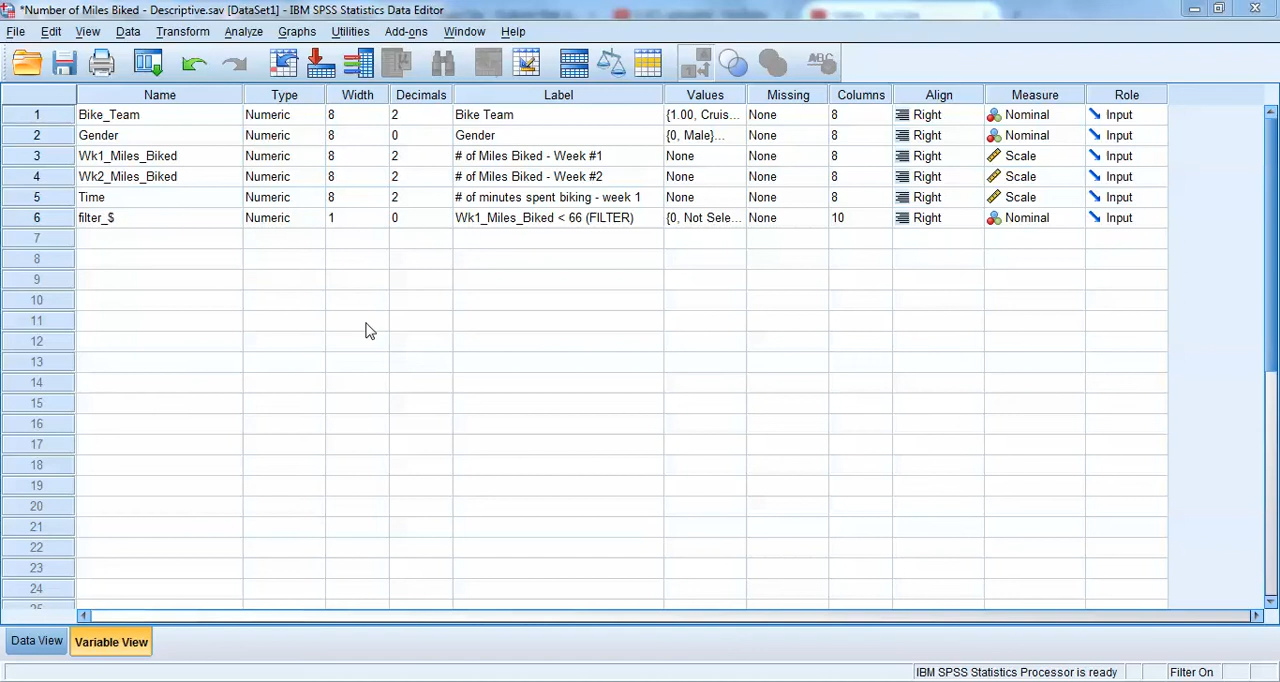 *Number of Miles Biked - Descriptive.sav [DataSet1] - IBM SPSS Statistics Data Editor
File Edit View Data Transform Analyze Graphs Utilities Add-ons Window Help
Name Type Width Decimals Label Values Missing Columns Align Measure Role
1 Bike_Team Numeric 8 2 Bike Team {1.00, Cruis... None 8 Right Nominal Input
2 Gender Numeric 8 0 Gender {0, Male}... None 8 Right Nominal Input
3 Wk1_Miles_Biked Numeric 8 2 # of Miles Biked - Week #1 None None 8 Right Scale Input
4 Wk2_Miles_Biked Numeric 8 2 # of Miles Biked - Week #2 None None 8 Right Scale Input
5 Time Numeric 8 2 # of minutes spent biking - week 1 None None 8 Right Scale Input
6 filter_$ Numeric 1 0 Wk1_Miles_Biked < 66 (FILTER) {0, Not Sele... None 10 Right Nominal Input
7
8
9
10
11
12
13
14
15
16
17
18
19
20
21
22
23
24
25
Data View Variable View
IBM SPSS Statistics Processor is ready Filter On